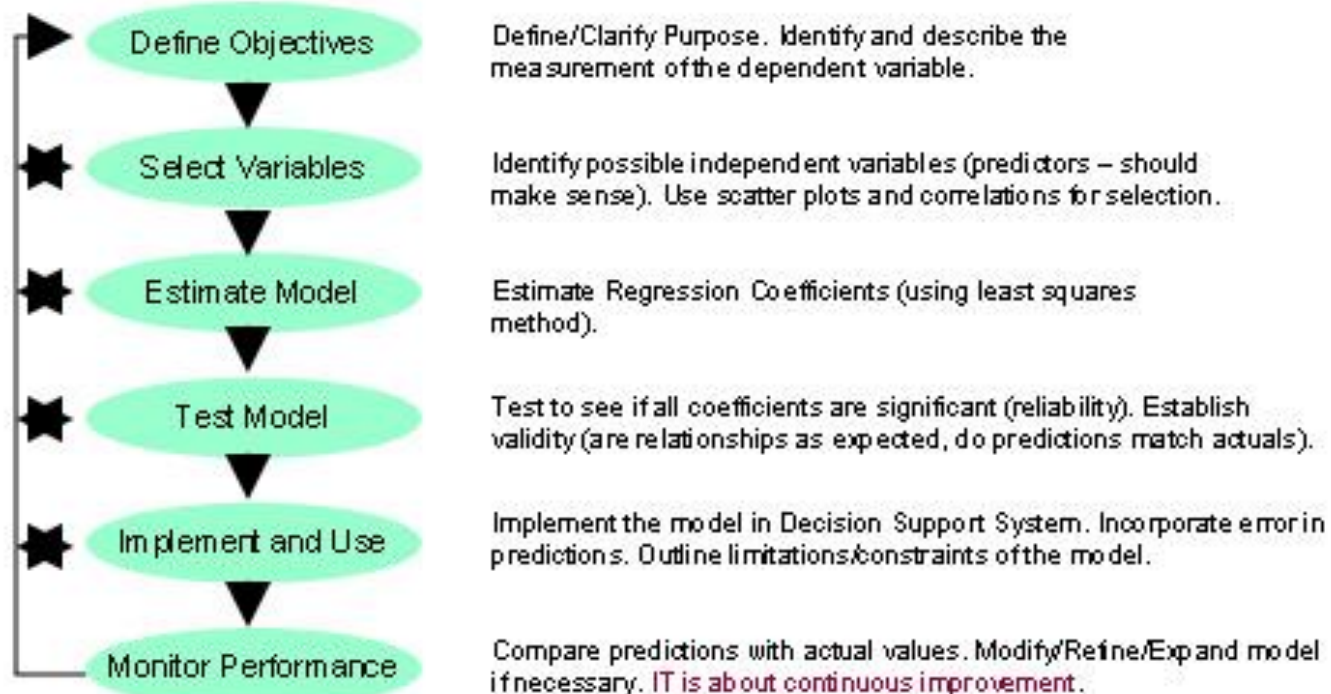 Define Objectives
Define/Clarify Purpose. Identify and describe the
measurement of the dependent variable.
Select Variables
Identify possible independent variables (predictors – should
make sense). Use scatter plots and correlations for selection.
Estimate Model
Estimate Regression Coefficients (using least squares
method).
Test Model
Test to see if all coefficients are significant (reliability). Establish
validity (are relationships as expected, do predictions match actuals).
Implement and Use
Implement the model in Decision Support System. Incorporate error in
predictions. Outline limitations/constraints of the model.
Monitor Performance
Compare predictions with actual values. Modify/Refine/Expand model
if necessary. IT is about continuous improvement.